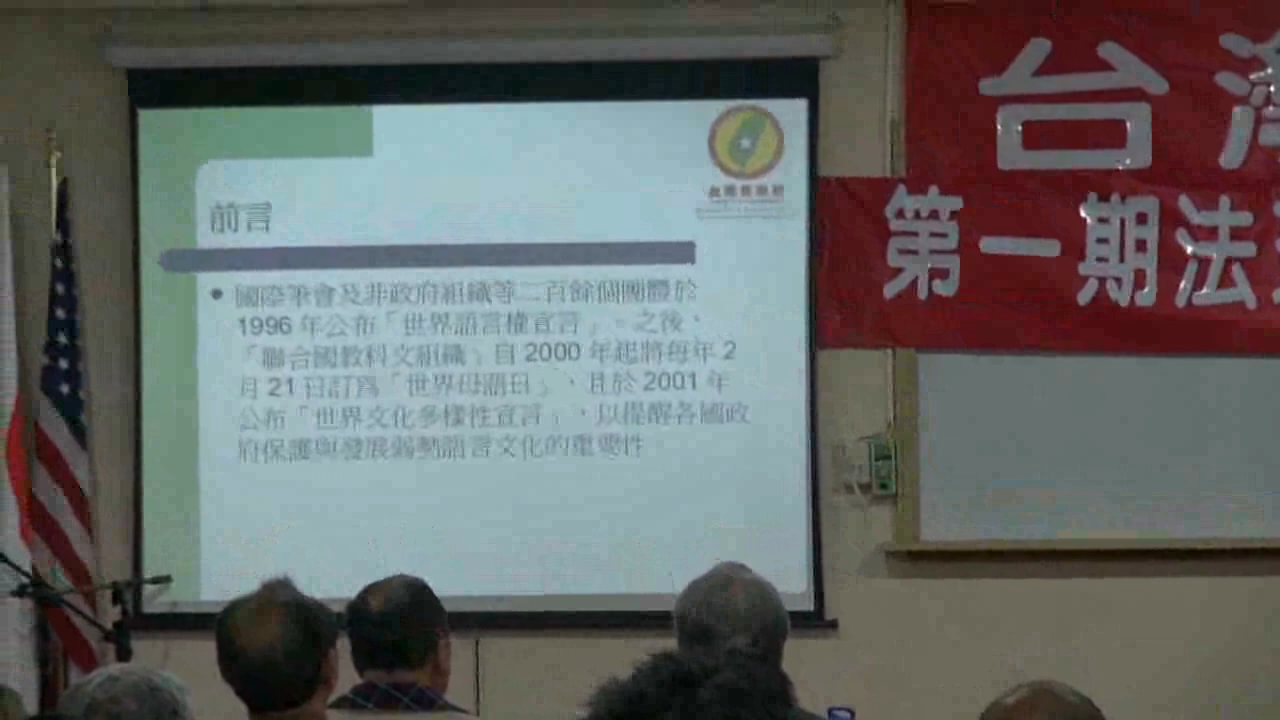 前言
國際筆會及非政府組織等二百餘個團體於
1996 年公布「世界語言權宣言」。之後、
「聯合國教科文組織」自 2000 年起將每年 2
月 21 日訂為「世界母語日」、且於 2001 年
公布「世界文化多樣性宣言」，以提醒各國政
府保護與發展弱勢語言文化的重要性
台灣
第一期法